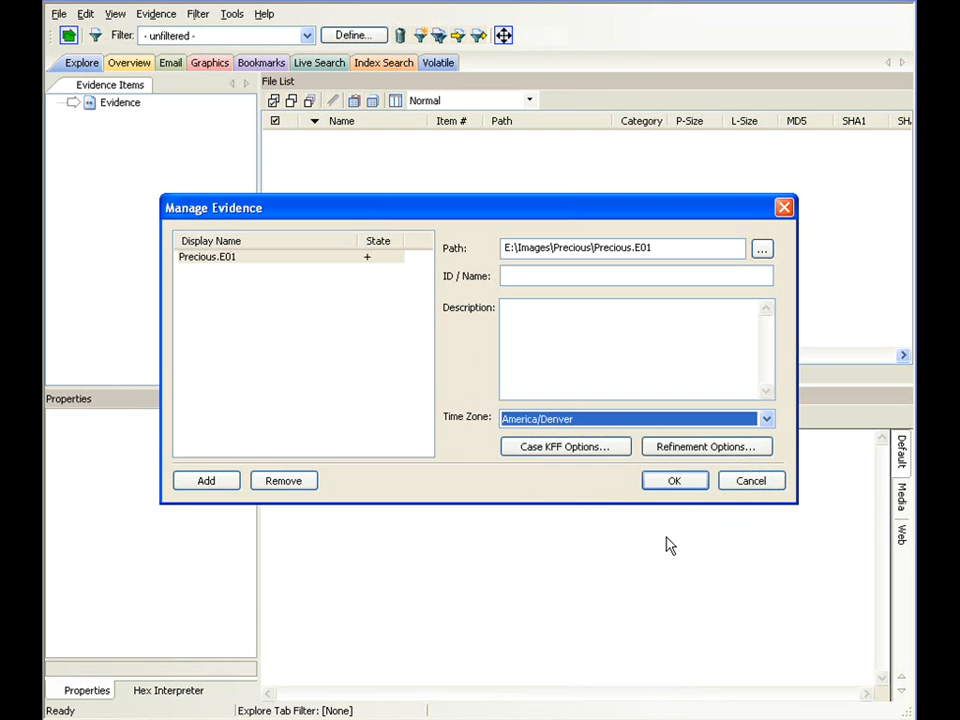 File Edit View Evidence Filter Tools Help
Filter: - unfiltered - Define...
Explore Overview Email Graphics Bookmarks Live Search Index Search Volatile
Evidence Items
File List
Evidence
Normal
Name Item # Path Category P-Size L-Size MD5 SHA1 SH
Manage Evidence
Display Name State
Precious.E01 +
Path: E:\Images\Precious\Precious.E01 ...
ID / Name:
Description:
Time Zone: America/Denver
Case KFF Options... Refinement Options...
Add Remove OK Cancel
Properties
Default
Media
Web
Properties Hex Interpreter
Ready Explore Tab Filter: [None]